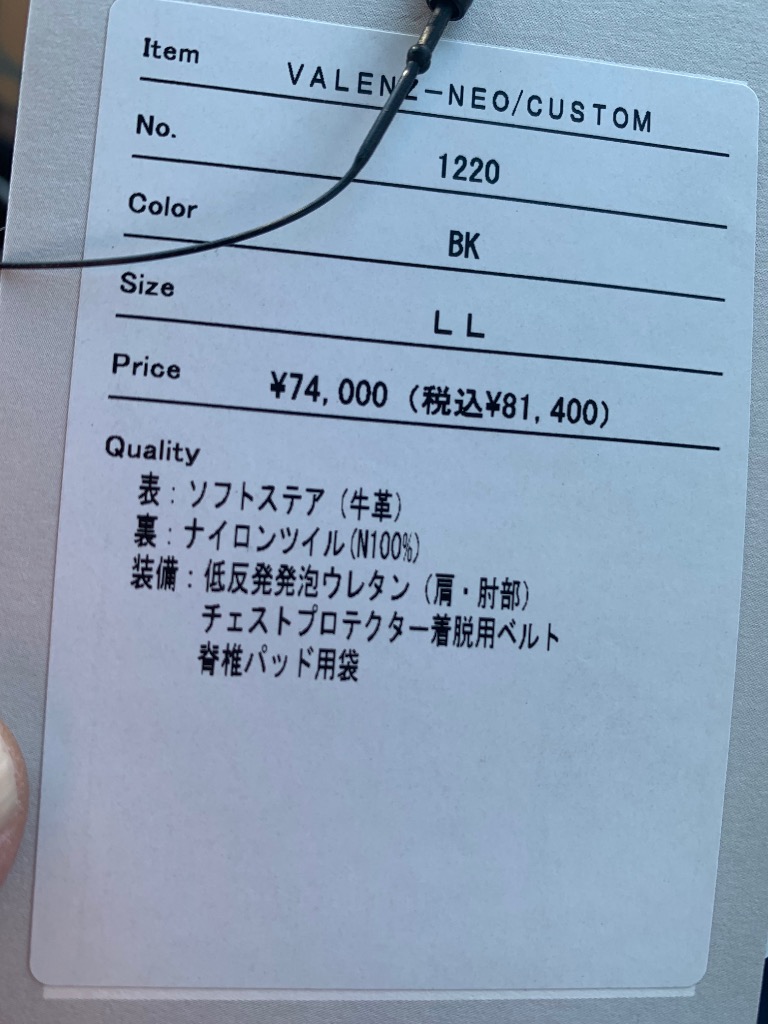 Item VALENZ-NEO/CUSTOM
No. 1220
Color BK
Size LL
Price ¥74,000 (税込¥81,400)
Quality
表:ソフトステア(牛革)
裏:ナイロンツイル(N100%)
装備:低反発発泡ウレタン(肩・肘部)
チェストプロテクター着脱用ベルト
脊椎パッド用袋